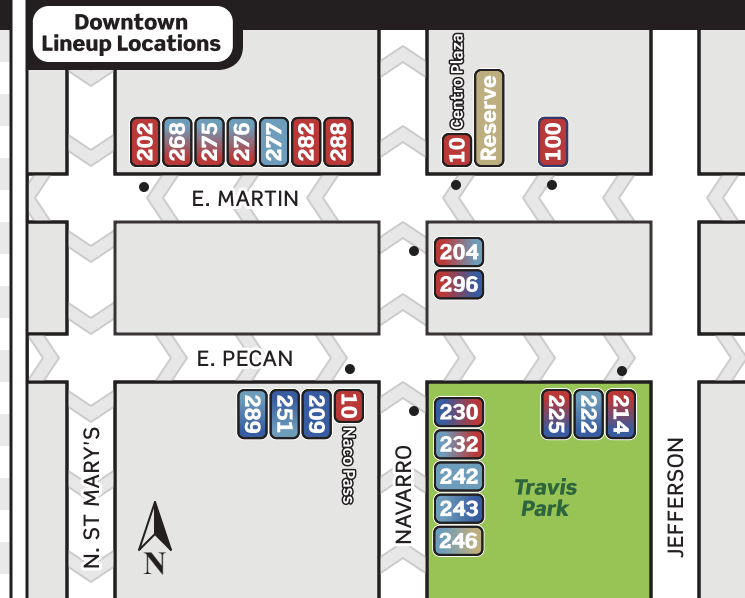 Downtown
Lineup Locations
202
268
275
276
277
282
288
10 Centro Plaza
Reserve
100
E. MARTIN
204
296
E. PECAN
289
251
209
10 Naco Pass
230
232
242
243
246
225
222
214
Travis
Park
N. ST MARY'S
NAVARRO
JEFFERSON
N